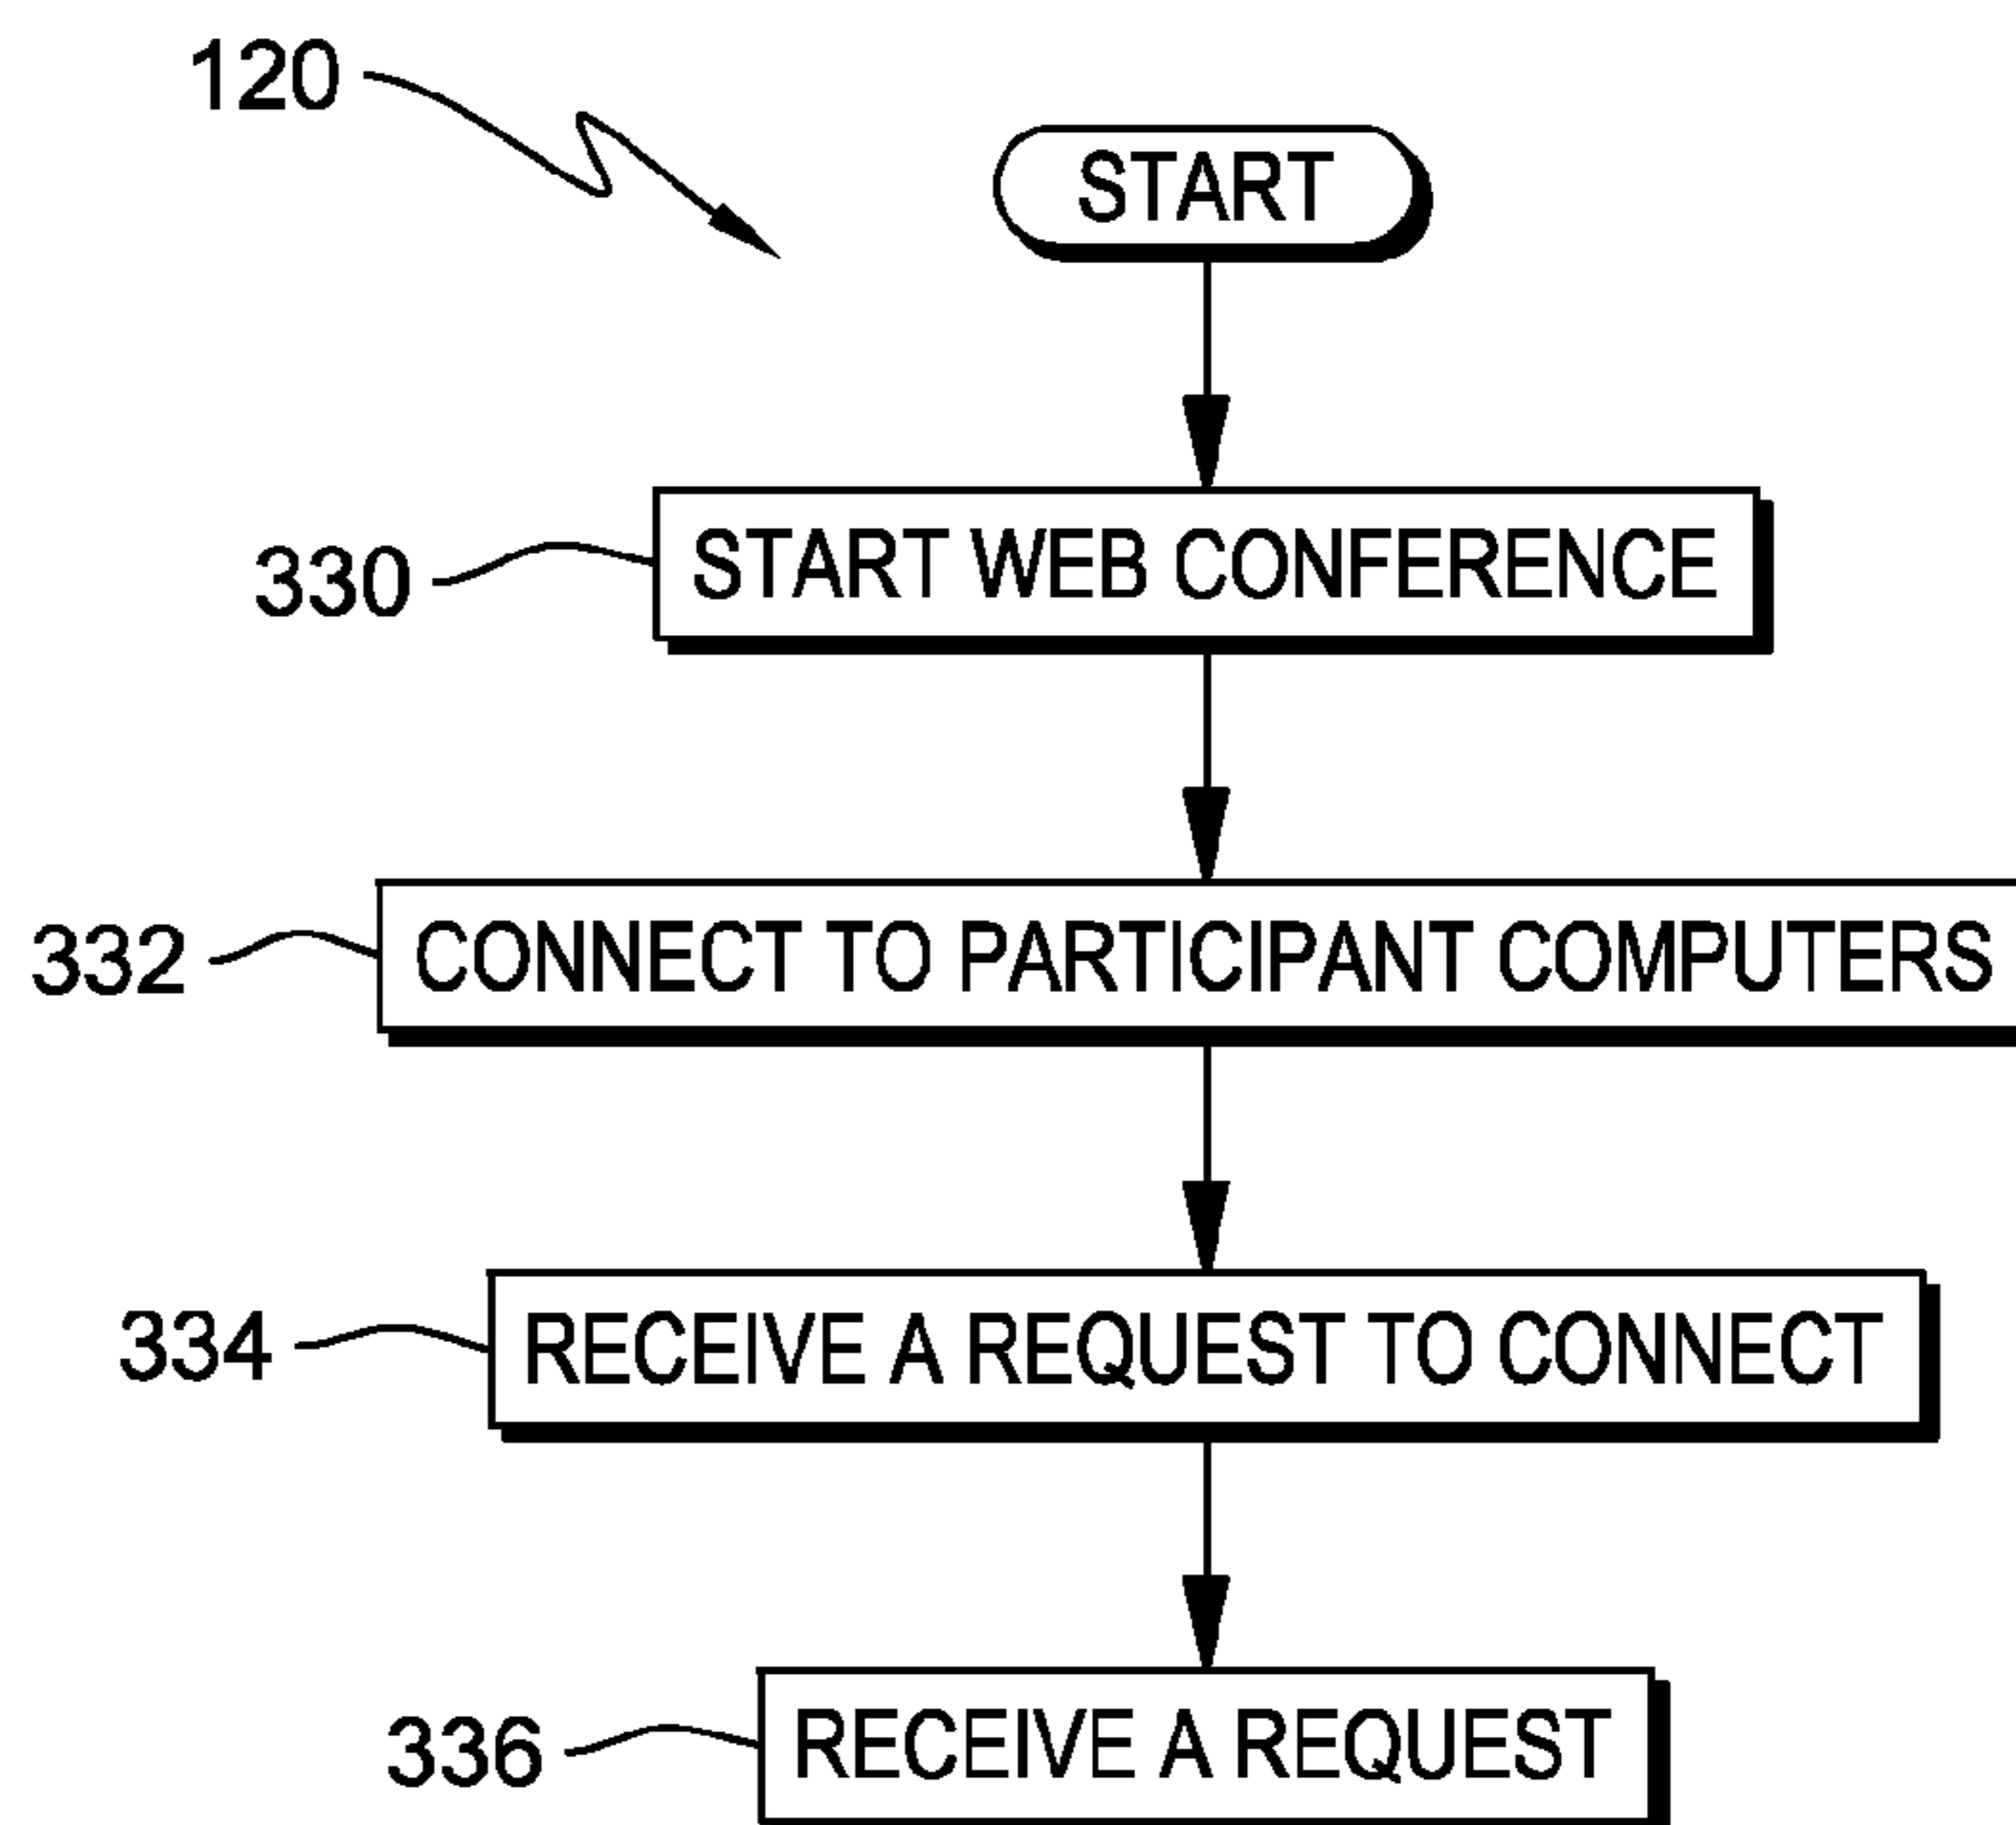 120
START
330
START WEB CONFERENCE
332
CONNECT TO PARTICIPANT COMPUTERS
334
RECEIVE A REQUEST TO CONNECT
336
RECEIVE A REQUEST